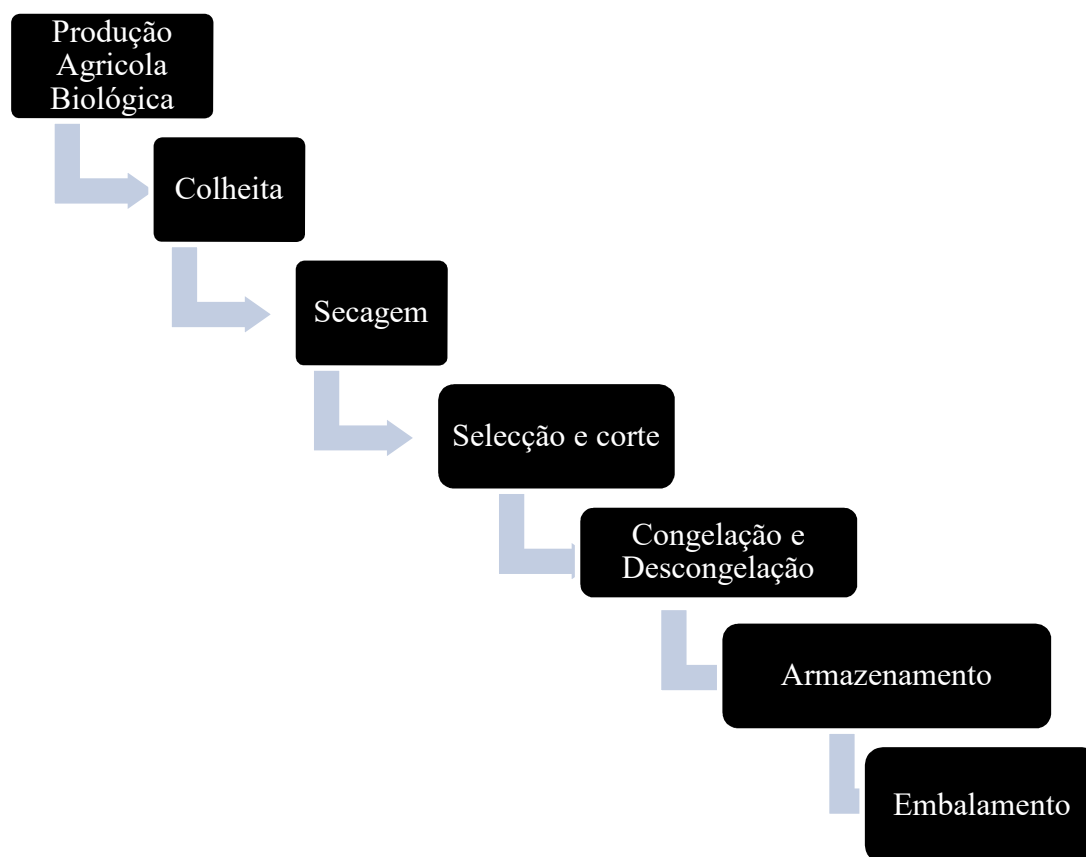 Produção
Agricola
Biológica
Colheita
Secagem
Selecção e corte
Congelação e
Descongelação
Armazenamento
Embalamento